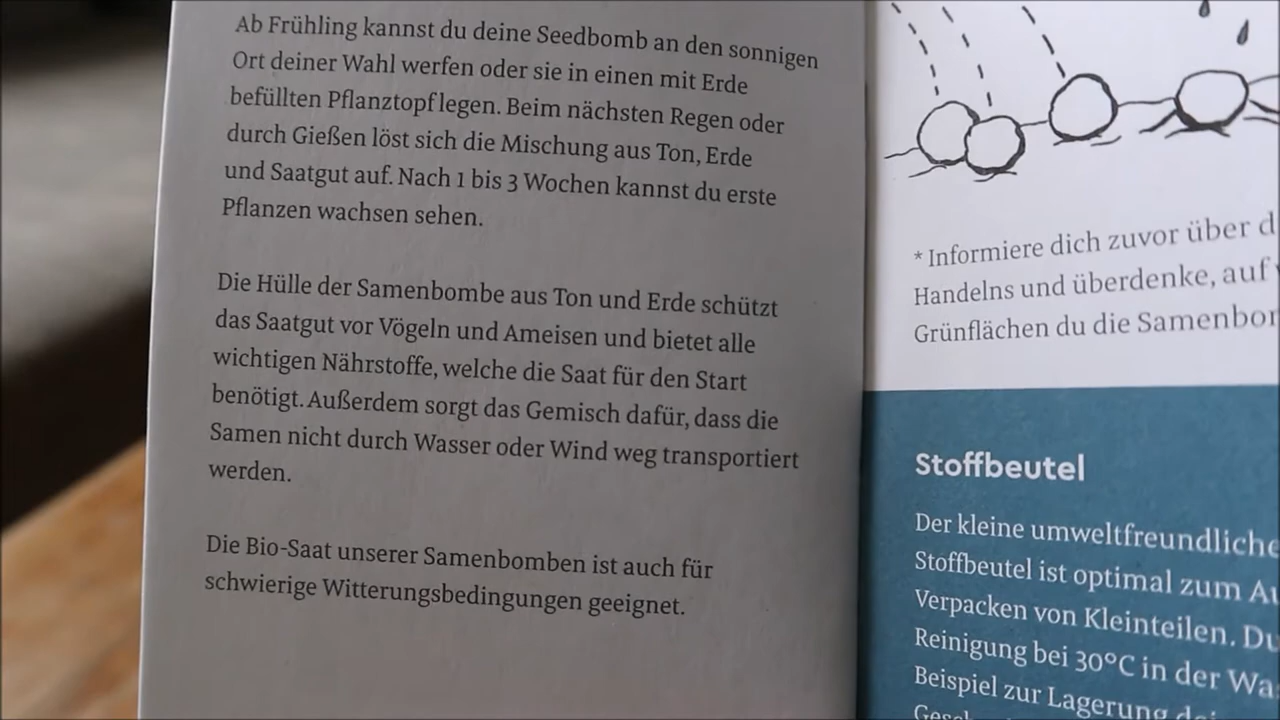 Ab Frühling kannst du deine Seedbomb an den sonnigen
Ort deiner Wahl werfen oder sie in einen mit Erde
befüllten Pflanztopf legen. Beim nächsten Regen oder
durch Gießen löst sich die Mischung aus Ton, Erde
und Saatgut auf. Nach 1 bis 3 Wochen kannst du erste
Pflanzen wachsen sehen.
Die Hülle der Samenbombe aus Ton und Erde schützt
das Saatgut vor Vögeln und Ameisen und bietet alle
wichtigen Nährstoffe, welche die Saat für den Start
benötigt. Außerdem sorgt das Gemisch dafür, dass die
Samen nicht durch Wasser oder Wind weg transportiert
werden.
Die Bio-Saat unserer Samenbomben ist auch für
schwierige Witterungsbedingungen geeignet.
* Informiere dich zuvor über
Handelns und überdenke, auf
Grünflächen du die
Stoffbeutel
Der kleine umweltfreundliche
Stoffbeutel ist optimal zum
Verpacken von Kleinteilen.
Reinigung bei 30°C in der
Beispiel zur Lagerung